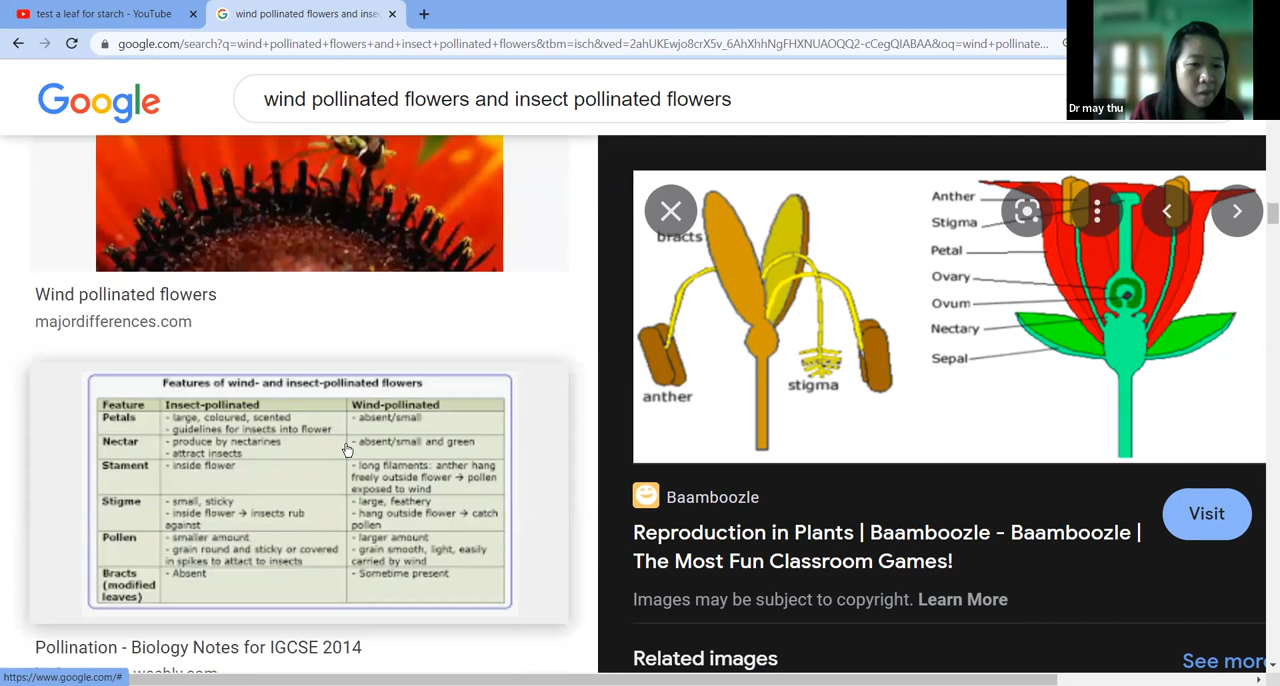 test a leaf for starch - YouTube
wind pollinated flowers and insec
google.com/search?q=wind+pollinated+flowers+and+insect+pollinated+flowers&tbm=isch&ved=2ahUKEwjo8crX5v_6AhXhhNgFHXNUAOQQ2-cCegQIABAA&oq=wind+pollinate...
Google
wind pollinated flowers and insect pollinated flowers
Dr may thu
Wind pollinated flowers
majordifferences.com
Features of wind- and insect-pollinated flowers
Feature Insect-pollinated Wind-pollinated
Petals - large, coloured, scented - absent/small
- guidelines for insects into flower
Nectar - produce by nectarines - absent/small and green
- attract insects
Stament - inside flower - long filaments: anther hang
freely outside flower → pollen
exposed to wind
Stigme - small, sticky - large, feathery
- inside flower → insects rub - hang outside flower → catch
against pollen
Pollen - smaller amount - larger amount
- grain round and sticky or covered - grain smooth, light, easily
in spikes to attact to insects carried by wind
Bracts - Absent - Sometime present
(modified
leaves)
Pollination - Biology Notes for IGCSE 2014
https://www.google.com/#
bracts
anther
stigma
Anther
Stigma
Petal
Ovary
Ovum
Nectary
Sepal
Baamboozle
Visit
Reproduction in Plants | Baamboozle - Baamboozle |
The Most Fun Classroom Games!
Images may be subject to copyright. Learn More
Related images
See more